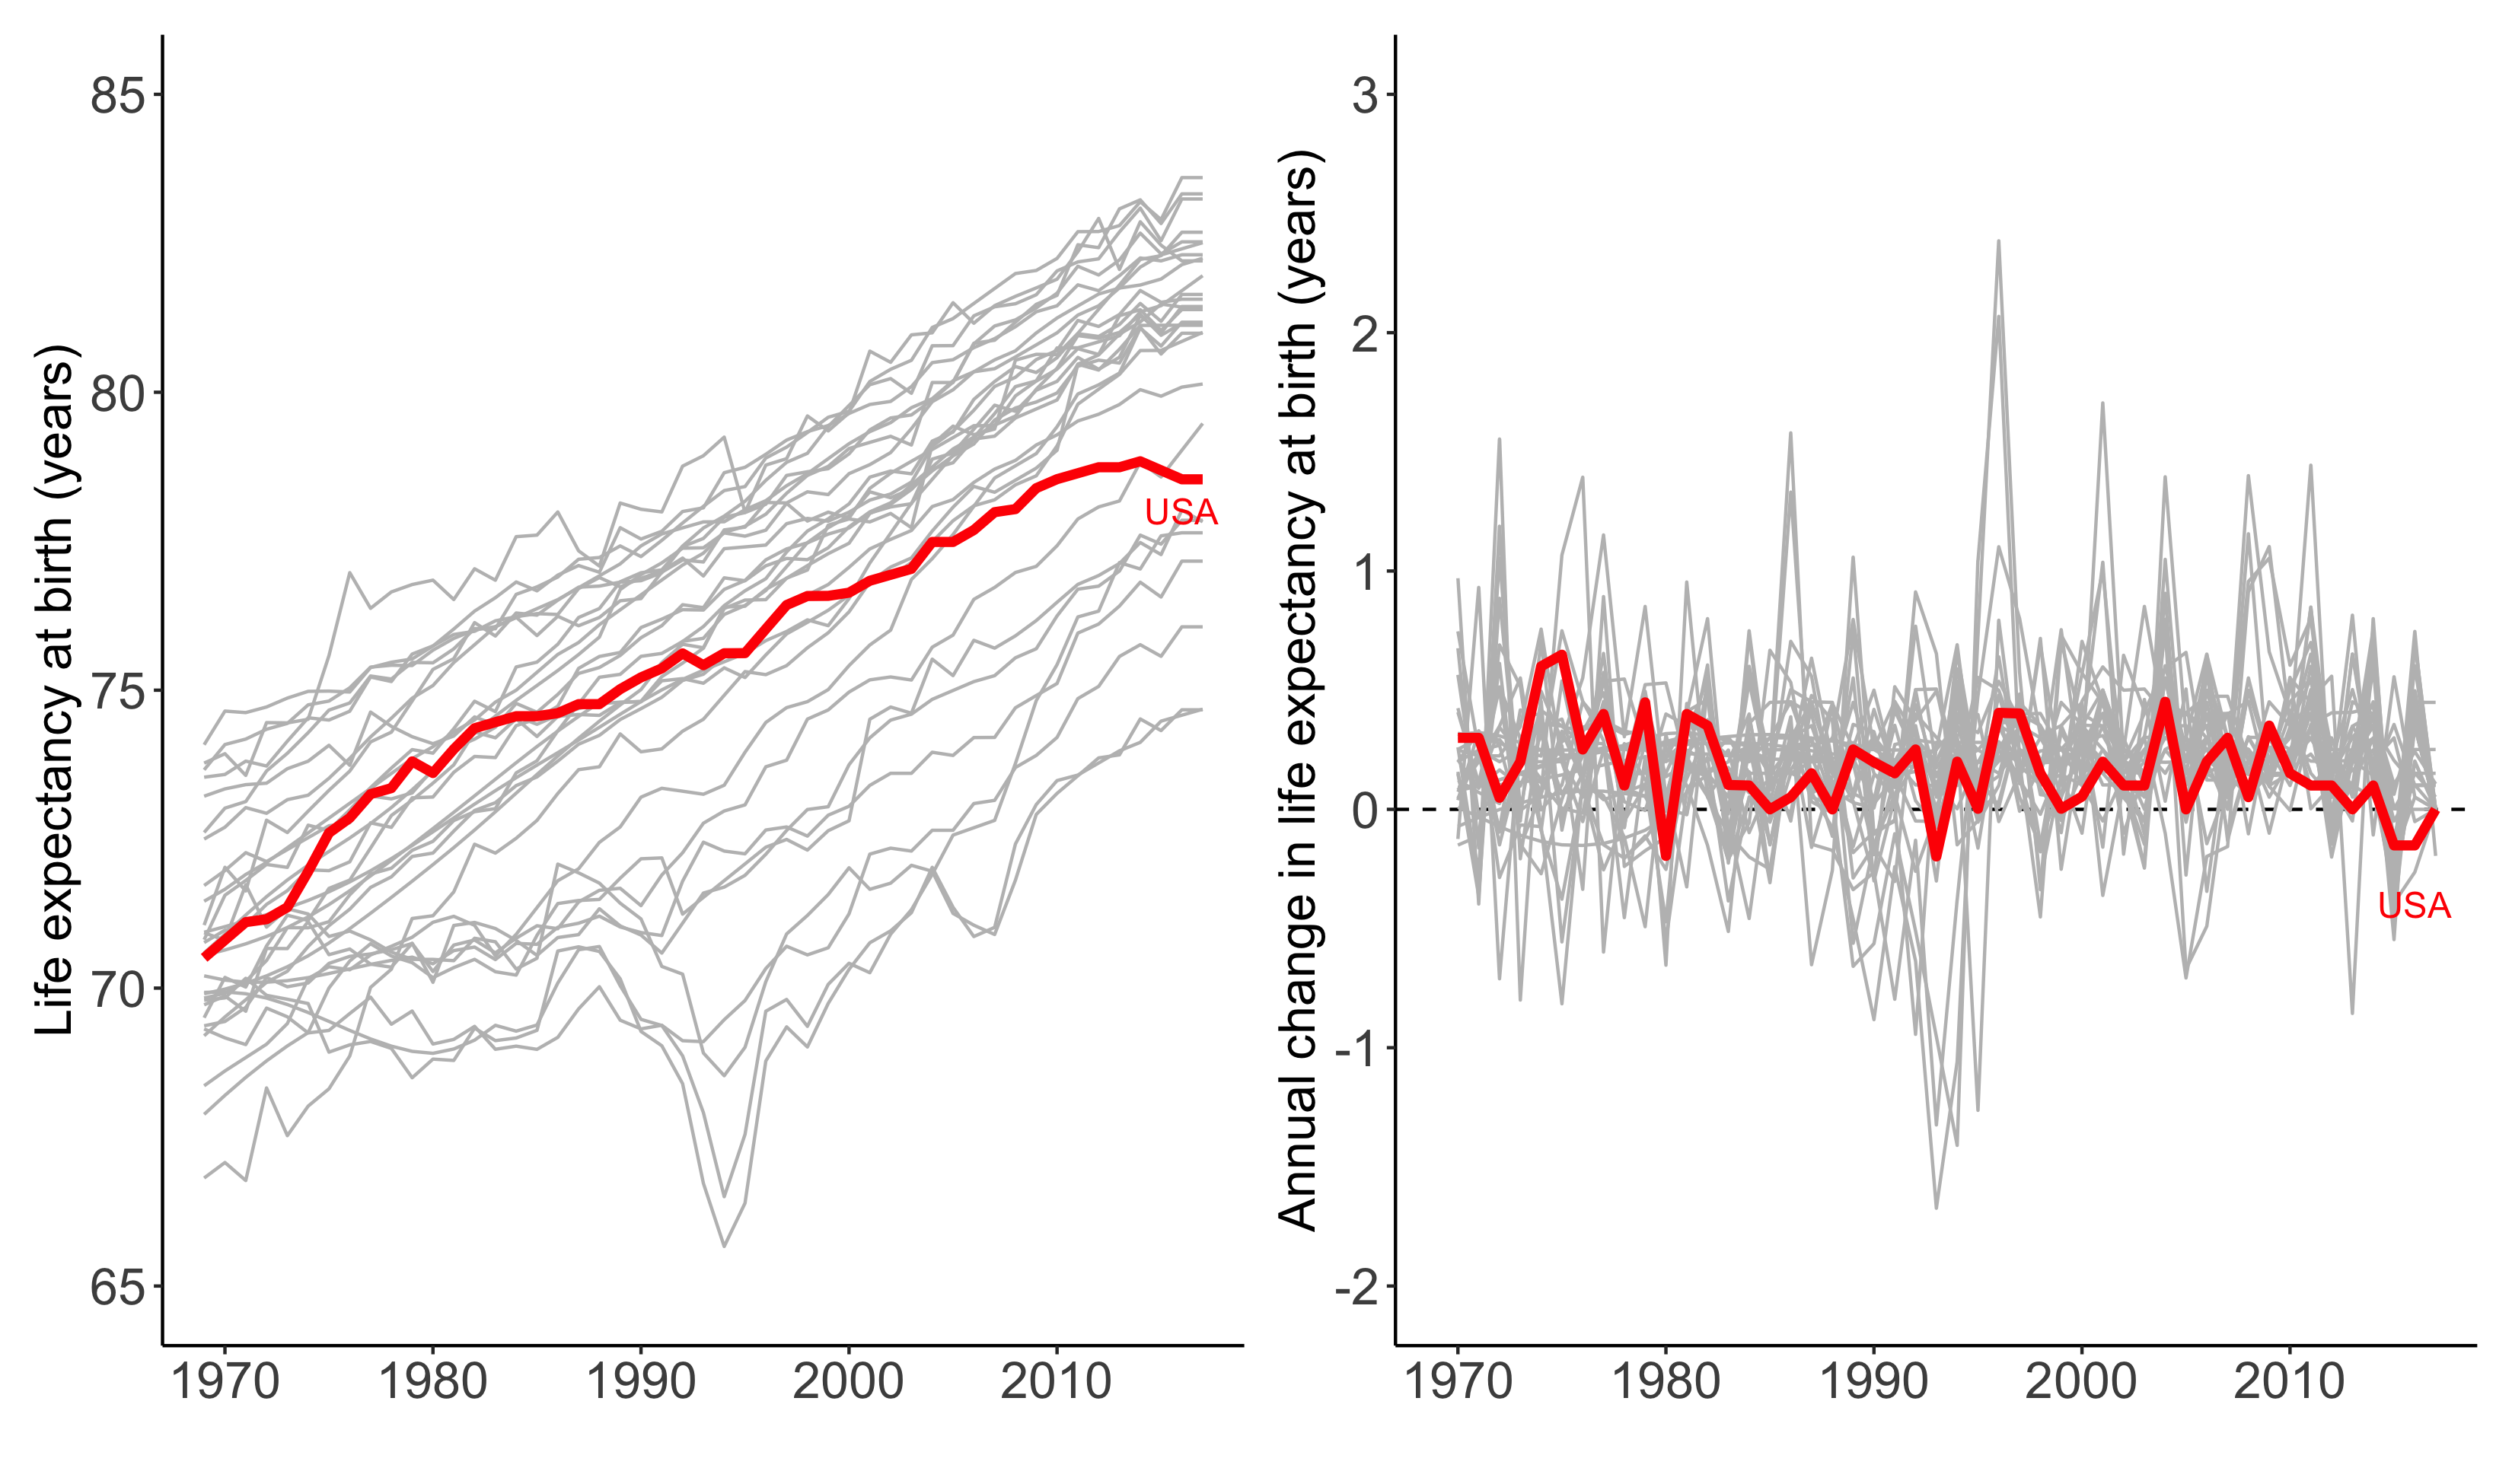 Life expectancy at birth (years)
85
80
75
70
65
1970 1980 1990 2000 2010
USA
Annual change in life expectancy at birth (years)
3
2
1
0
-1
-2
1970 1980 1990 2000 2010
USA